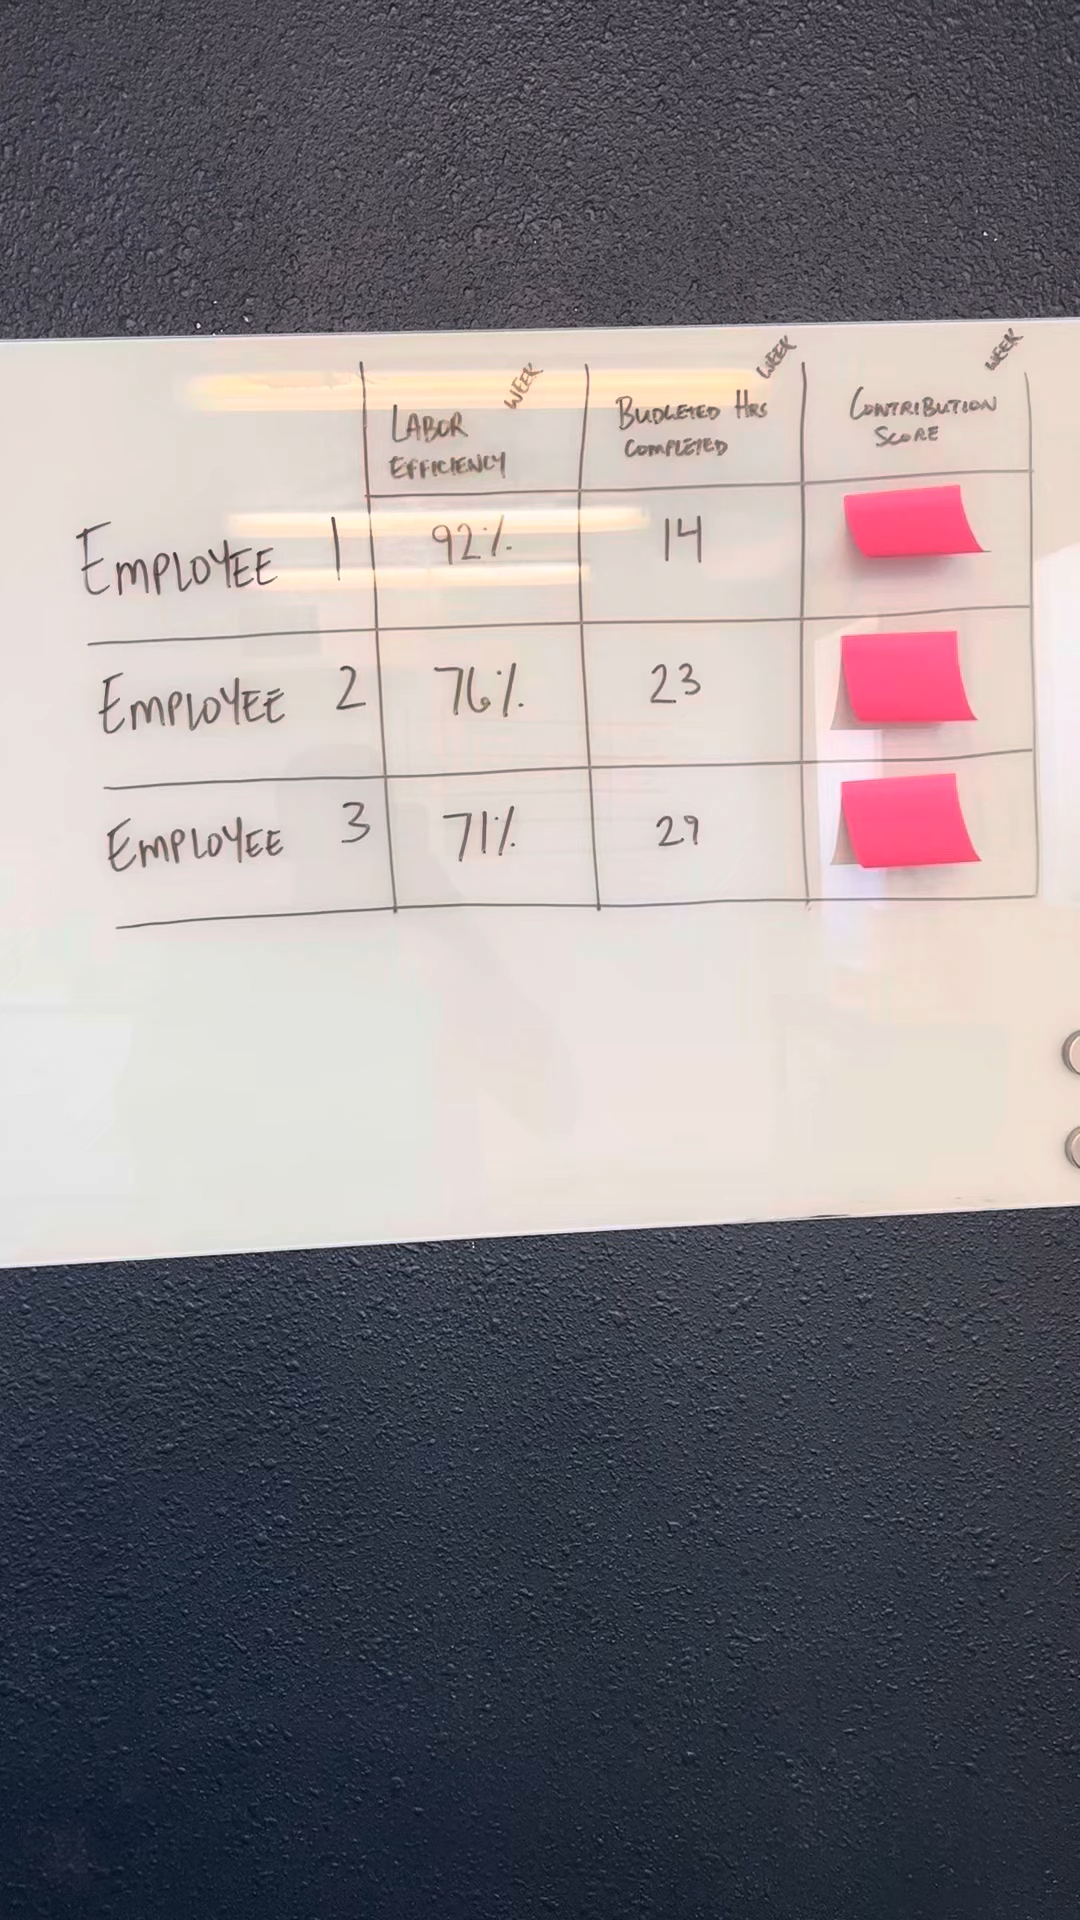 WEEK WEEK WEEK
LABOR EFFICIENCY BUDGETED HRS COMPLETED CONTRIBUTION SCORE
EMPLOYEE 1 92% 14
EMPLOYEE 2 76% 23
EMPLOYEE 3 71% 29